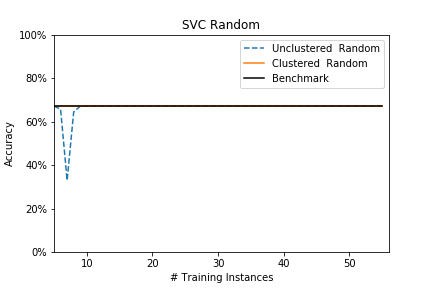 SVC Random
100%
80%
60%
40%
20%
0%
Accuracy
Unclustered  Random
Clustered  Random
Benchmark
10 20 30 40 50
# Training Instances